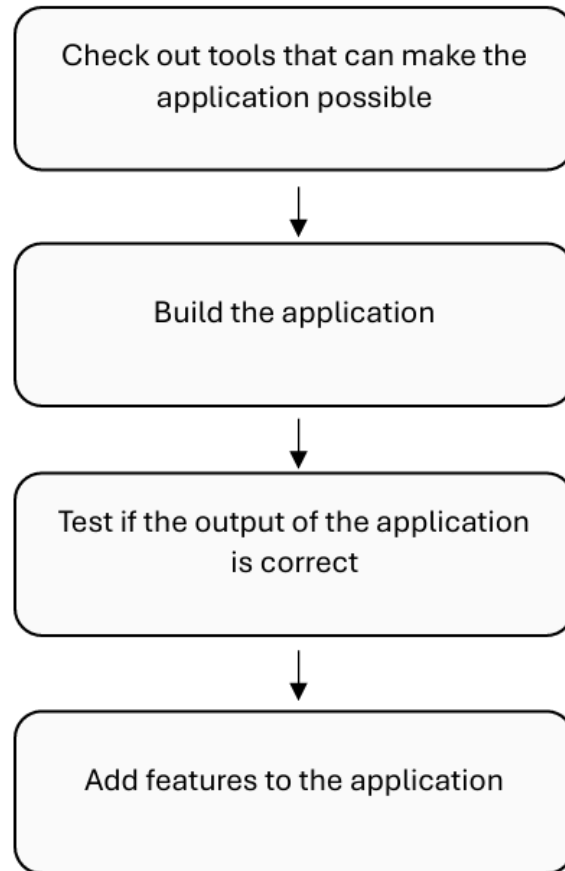 Check out tools that can make the
application possible
Build the application
Test if the output of the application
is correct
Add features to the application